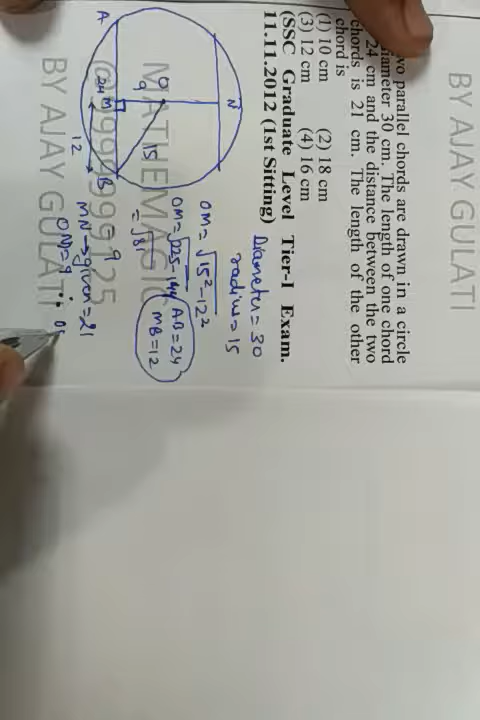 BY AJAY GULATI
wo parallel chords are drawn in a circle
diameter 30 cm. The length of one chord
24 cm and the distance between the two
chords is 21 cm. The length of the other
chord is
(1) 10 cm (2) 18 cm
(3) 12 cm (4) 16 cm
(SSC Graduate Level Tier-I Exam.
11.11.2012 (1st Sitting)
Diameter = 30
radius = 15
OM = √15²-12²
OM = √225-144
= √81
9
AB = 24
MB = 12
MN → given = 21
OM = 9
A
B
M
N
O
9
15
24
12
BY AJAY GULATI